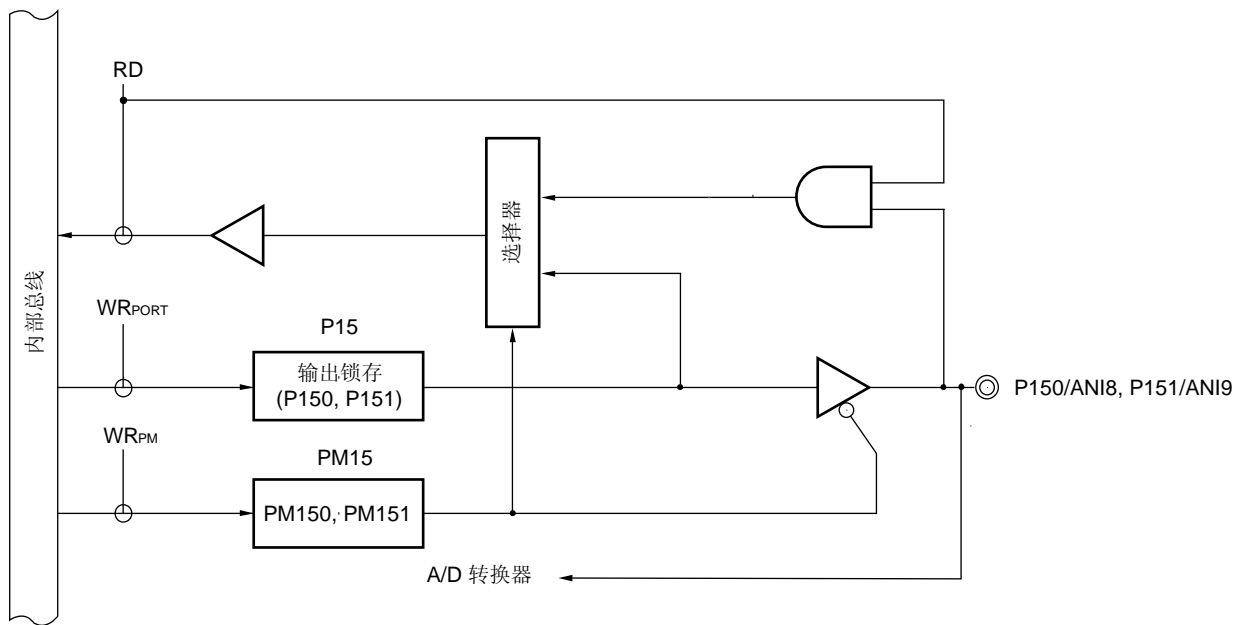 RD
选择器
内部总线
WRPORT
P15
输出锁存
(P150, P151)
P150/ANI8, P151/ANI9
WRPM
PM15
PM150, PM151
A/D 转换器